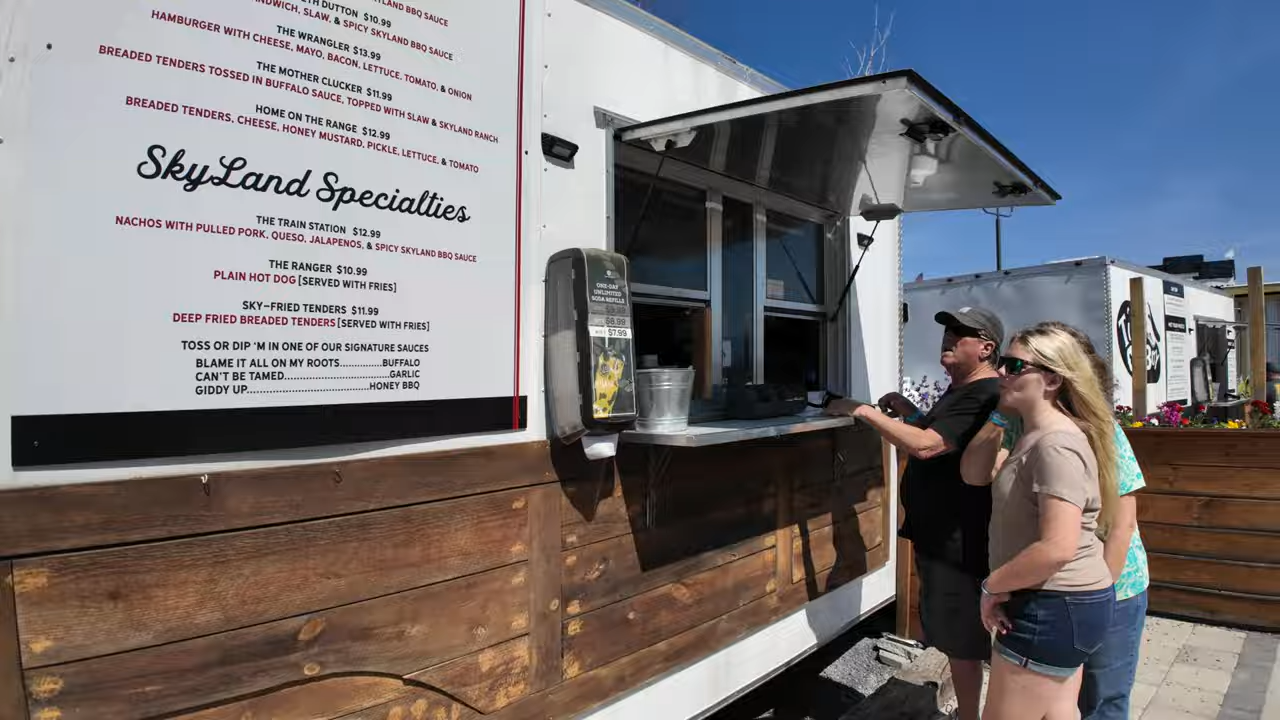 SKYLAND BBQ SAUCE
DUTTON $10.99
SANDWICH, SLAW, & SPICY SKYLAND BBQ SAUCE
THE WRANGLER $13.99
HAMBURGER WITH CHEESE, MAYO, BACON, LETTUCE, TOMATO, & ONION
THE MOTHER CLUCKER $11.99
BREADED TENDERS TOSSED IN BUFFALO SAUCE, TOPPED WITH SLAW & SKYLAND RANCH
HOME ON THE RANGE $12.99
BREADED TENDERS, CHEESE, HONEY MUSTARD, PICKLE, LETTUCE, & TOMATO
SkyLand Specialties
THE TRAIN STATION $12.99
NACHOS WITH PULLED PORK, QUESO, JALAPENOS, & SPICY SKYLAND BBQ SAUCE
THE RANGER $10.99
PLAIN HOT DOG [SERVED WITH FRIES]
SKY-FRIED TENDERS $11.99
DEEP FRIED BREADED TENDERS [SERVED WITH FRIES]
TOSS OR DIP 'M IN ONE OF OUR SIGNATURE SAUCES
BLAME IT ALL ON MY ROOTS..............BUFFALO
CAN'T BE TAMED..............................GARLIC
GIDDY UP.........................................HONEY BBQ
ONE-DAY
UNLIMITED
SODA REFILLS
$9.99
$8.99
$7.99